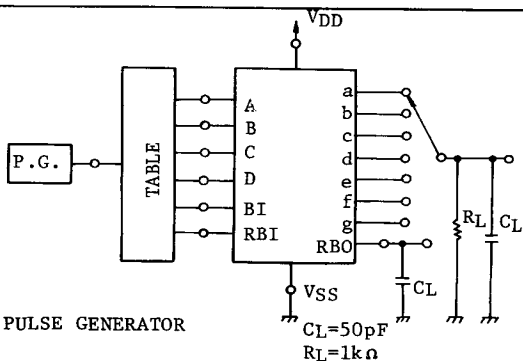 VDD
P.G.
TABLE
A
B
C
D
BI
RBI
a
b
c
d
e
f
g
RBO
RL
CL
CL
VSS
PULSE GENERATOR
CL=50pF
RL=1kΩ